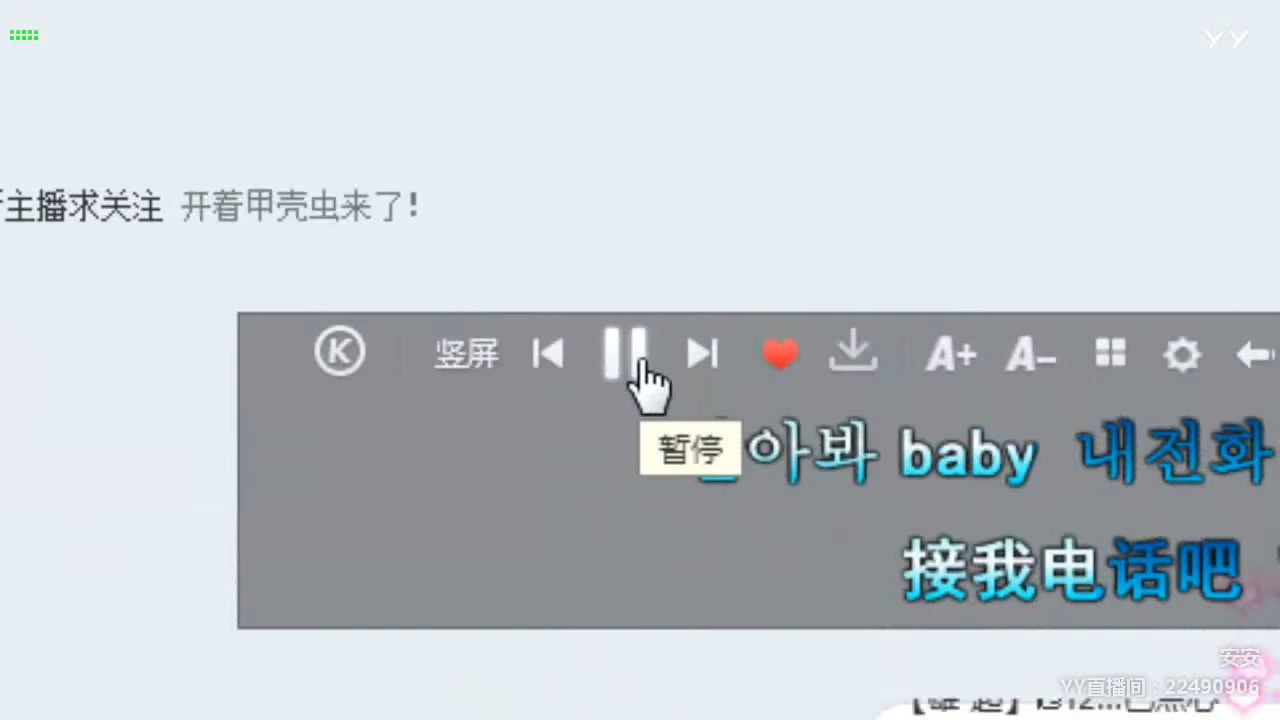 YY
主播求关注 开着甲壳虫来了!
K 竖屏 A+ A-
暂停
아봐 baby 내전화
接我电话吧
安安
YY直播间:22490906